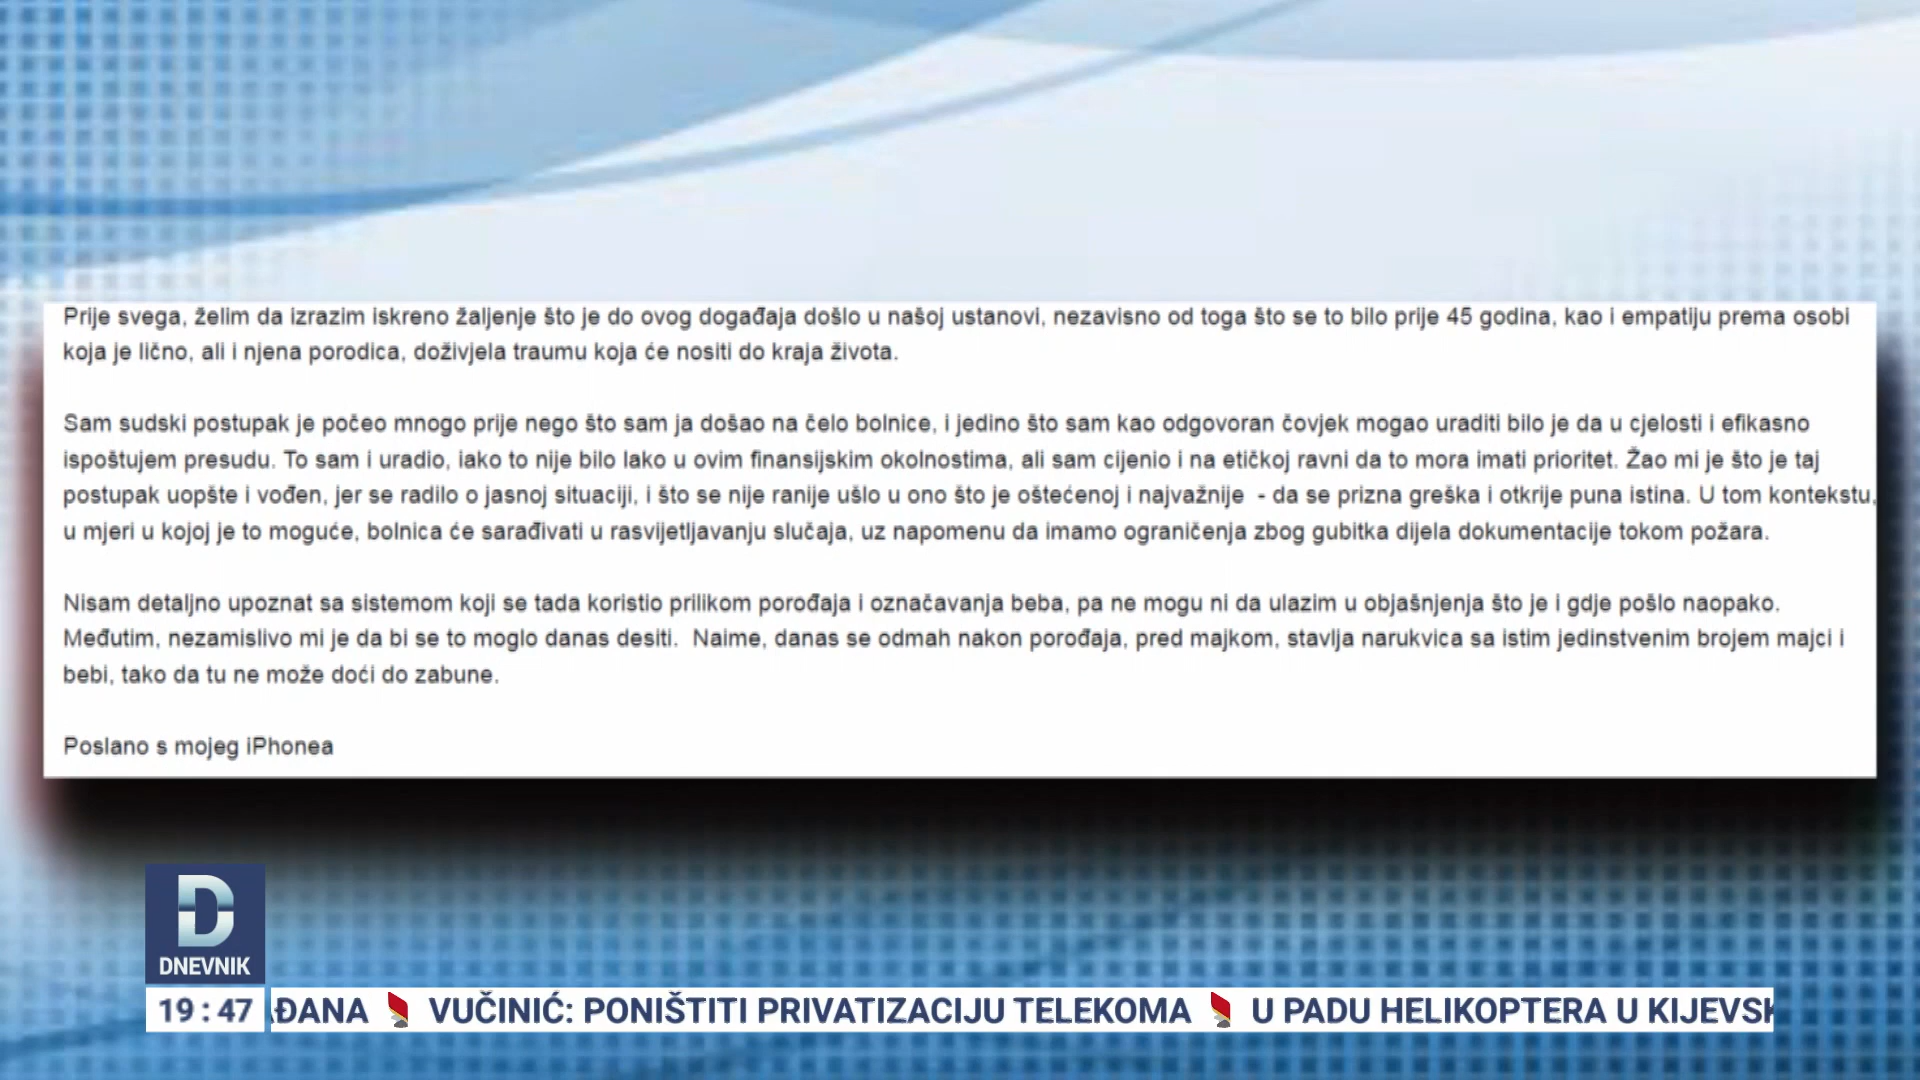 Prije svega, želim da izrazim iskreno žaljenje što je do ovog događaja došlo u našoj ustanovi, nezavisno od toga što se to bilo prije 45 godina, kao i empatiju prema osobi
koja je lično, ali i njena porodica, doživjela traumu koja će nositi do kraja života.
Sam sudski postupak je počeo mnogo prije nego što sam ja došao na čelo bolnice, i jedino što sam kao odgovoran čovjek mogao uraditi bilo je da u cjelosti i efikasno
ispoštujem presudu. To sam i uradio, iako to nije bilo lako u ovim finansijskim okolnostima, ali sam cijenio i na etičkoj ravni da to mora imati prioritet. Žao mi je što je taj
postupak uopšte i vođen, jer se radilo o jasnoj situaciji, i što se nije ranije ušlo u ono što je oštećenoj i najvažnije - da se prizna greška i otkrije puna istina. U tom kontekstu,
u mjeri u kojoj je to moguće, bolnica će sarađivati u rasvijetljavanju slučaja, uz napomenu da imamo ograničenja zbog gubitka dijela dokumentacije tokom požara.
Nisam detaljno upoznat sa sistemom koji se tada koristio prilikom porođaja i označavanja beba, pa ne mogu ni da ulazim u objašnjenja što je i gdje pošlo naopako.
Međutim, nezamislivo mi je da bi se to moglo danas desiti. Naime, danas se odmah nakon porođaja, pred majkom, stavlja narukvica sa istim jedinstvenim brojem majci i
bebi, tako da tu ne može doći do zabune.
Poslano s mojeg iPhonea
D
DNEVNIK
19:47 AĐANA VUČINIĆ: PONIŠTITI PRIVATIZACIJU TELEKOMA U PADU HELIKOPTERA U KIJEVSK